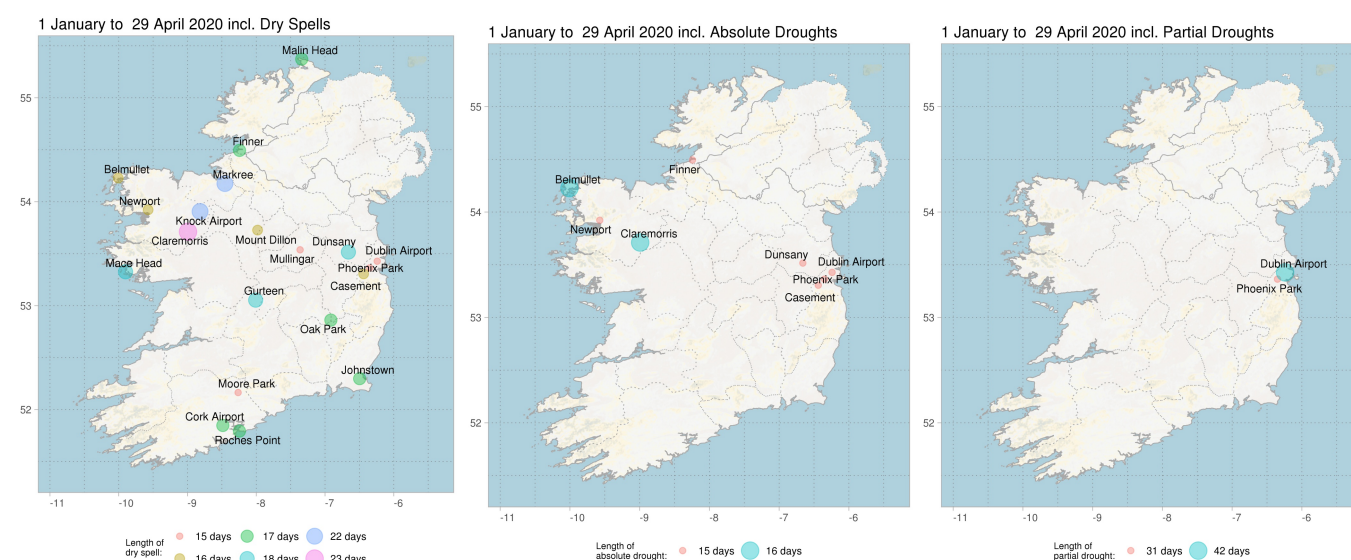 1 January to 29 April 2020 incl. Dry Spells
Malin Head
55
Finner
Belmullet
Markree
54
Newport
Knock Airport
Claremorris
Mount Dillon
Dunsany
Dublin Airport
Mullingar
Mace Head
Phoenix Park
Casement
53
Gurteen
Oak Park
Johnstown
Moore Park
52
Cork Airport
Roches Point
-11 -10 -9 -8 -7 -6
Length of
dry spell:
15 days 17 days 22 days
16 days 18 days 23 days
1 January to 29 April 2020 incl. Absolute Droughts
55
Finner
Belmullet
54
Newport
Claremorris
Dunsany
Dublin Airport
Phoenix Park
Casement
53
52
-11 -10 -9 -8 -7 -6
Length of
absolute drought:
15 days 16 days
1 January to 29 April 2020 incl. Partial Droughts
55
54
Dublin Airport
Phoenix Park
53
52
-11 -10 -9 -8 -7 -6
Length of
partial drought:
31 days 42 days